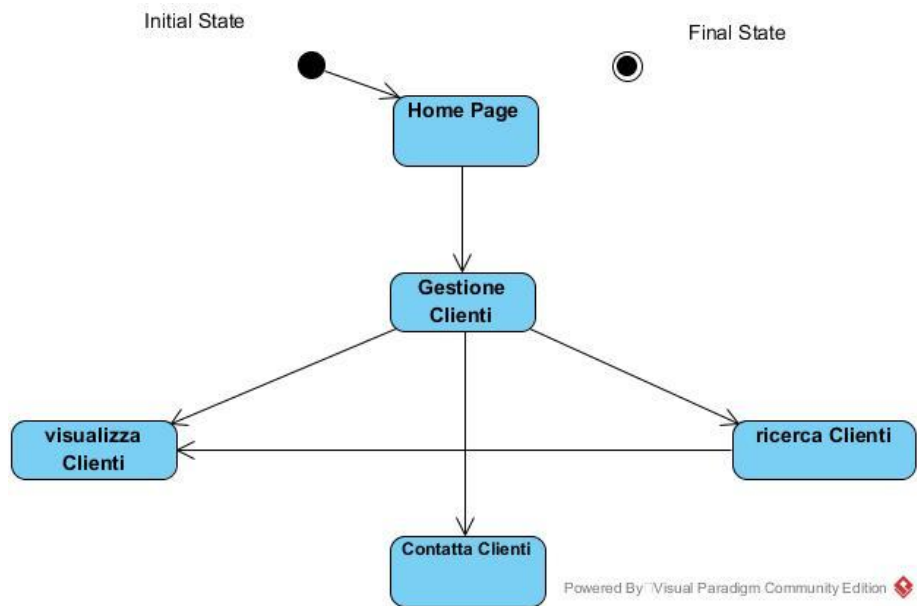 Initial State
Final State
Home Page
Gestione
Clienti
visualizza
Clienti
ricerca Clienti
Contatta Clienti
Powered By Visual Paradigm Community Edition